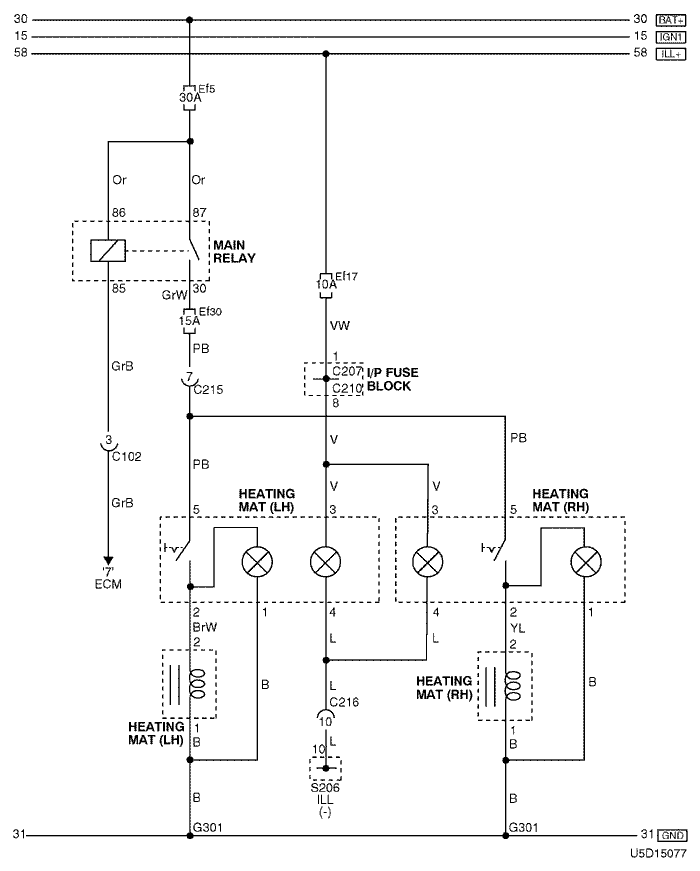 30 30 BAT+
15 15 IGN1
58 58 ILL+
Ef5
30A
Or Or
86 87
MAIN
RELAY
85 30
GrW
Ef30
15A
Ef17
10A
VW
PB
GrB
1
C207
C210
I/P FUSE
BLOCK
8
7
C215
3
C102
V
PB
PB
GrB
V V
HEATING
MAT (LH)
HEATING
MAT (RH)
5 3 3 5
'7'
ECM
2 1 4 4 2 1
BrW L L YL
2 2
B B
HEATING
MAT (RH)
L
C216
10
HEATING
MAT (LH)
1 1
B B
L
10
S206
ILL
(-)
B B
G301 G301
31 31 GND
U5D15077